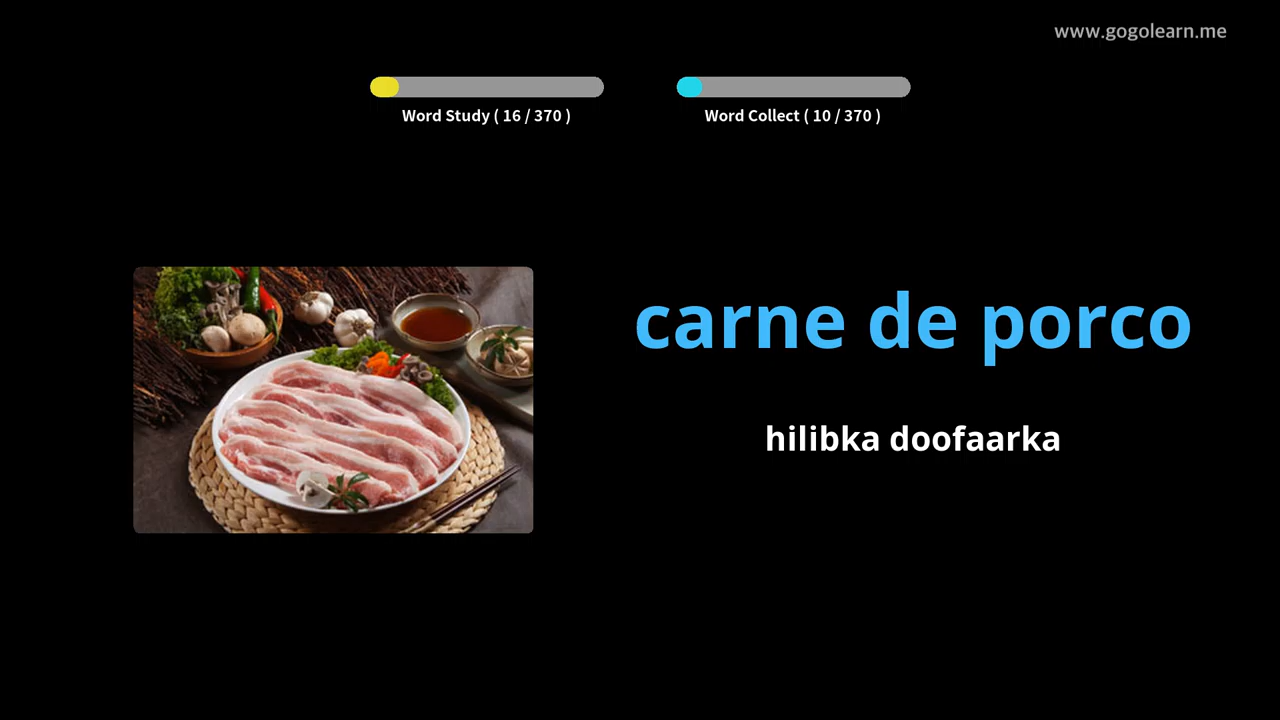 www.gogolearn.me
Word Study ( 16 / 370 )
Word Collect ( 10 / 370 )
carne de porco
hilibka doofaarka